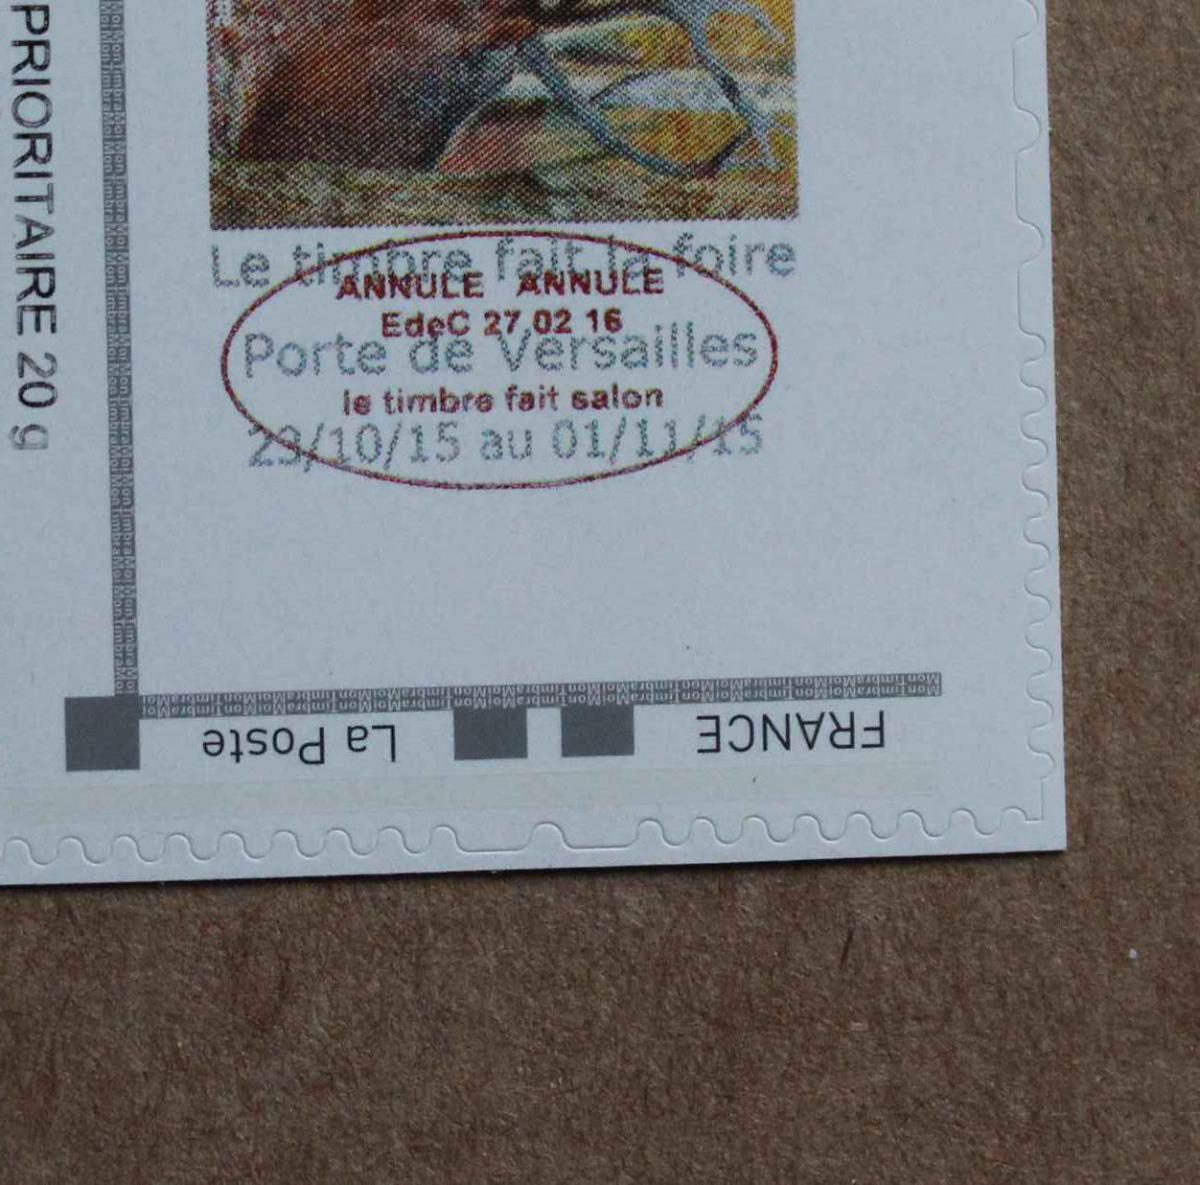 PRIORITAIRE 20 g
Le timbre fait la foire
ANNULE ANNULE
EdeC 27 02 16
Porte de Versailles
le timbre fait salon
23/10/15 au 01/11/15
La Poste
FRANCE